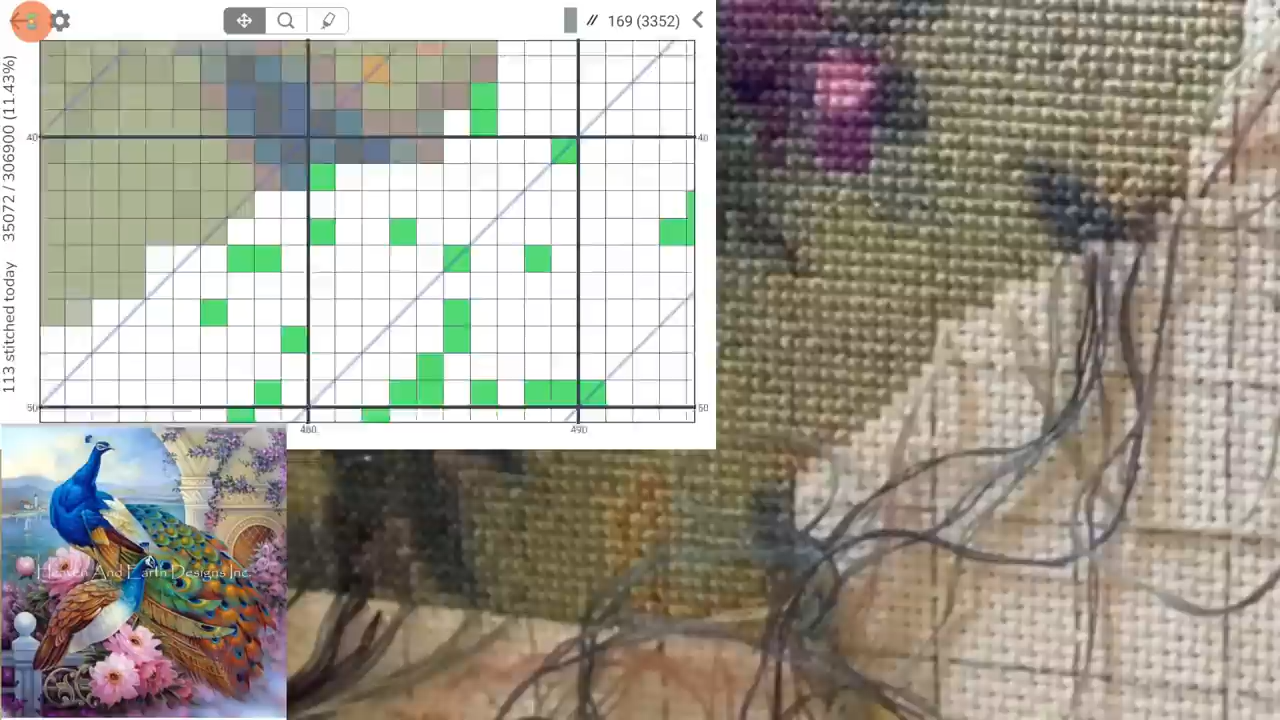 // 169 (3352)
113 stitched today 35072 / 306900 (11.43%)
40 40
50 50
480 490
Heaven And Earth Designs Inc.